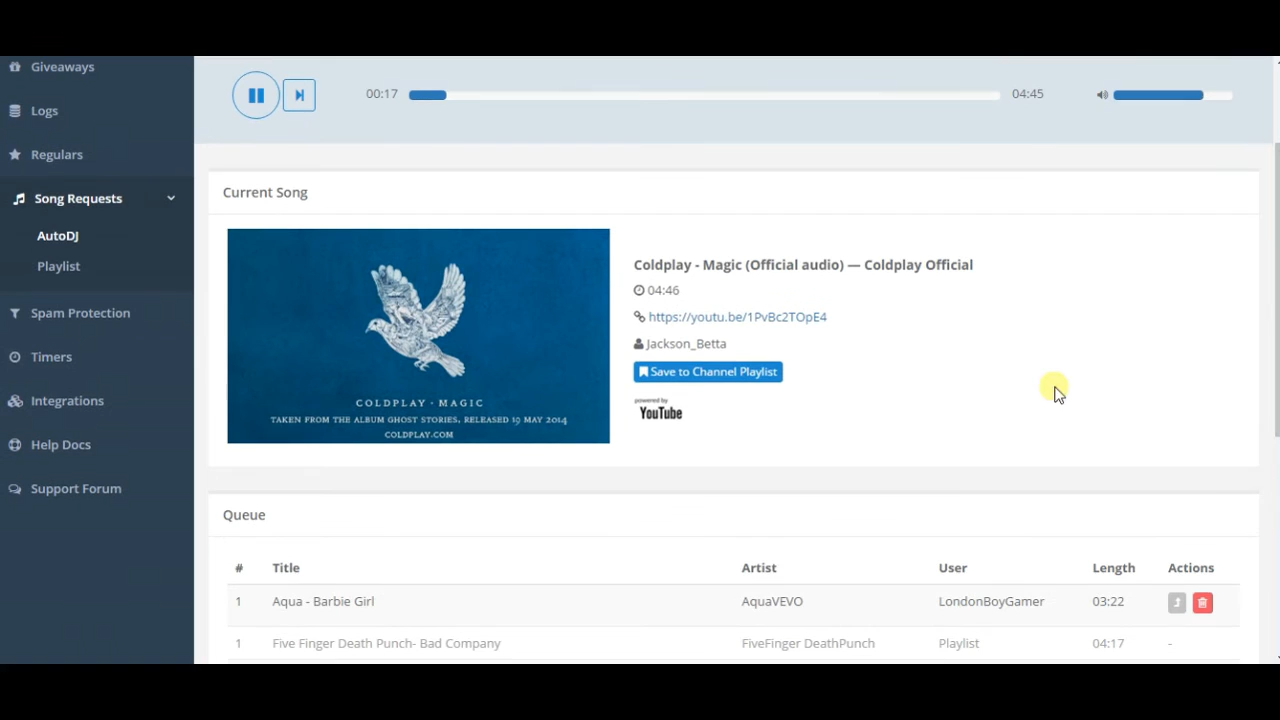 Giveaways
00:17
04:45
Logs
Regulars
Song Requests
AutoDJ
Playlist
Spam Protection
Timers
Integrations
Help Docs
Support Forum
Current Song
COLDPLAY · MAGIC
TAKEN FROM THE ALBUM GHOST STORIES, RELEASED 19 MAY 2014
COLDPLAY.COM
Coldplay - Magic (Official audio) — Coldplay Official
04:46
https://youtu.be/1PvBc2TOpE4
Jackson_Betta
Save to Channel Playlist
powered by
YouTube
Queue
# Title Artist User Length Actions
1 Aqua - Barbie Girl AquaVEVO LondonBoyGamer 03:22
1 Five Finger Death Punch- Bad Company FiveFinger DeathPunch Playlist 04:17 -